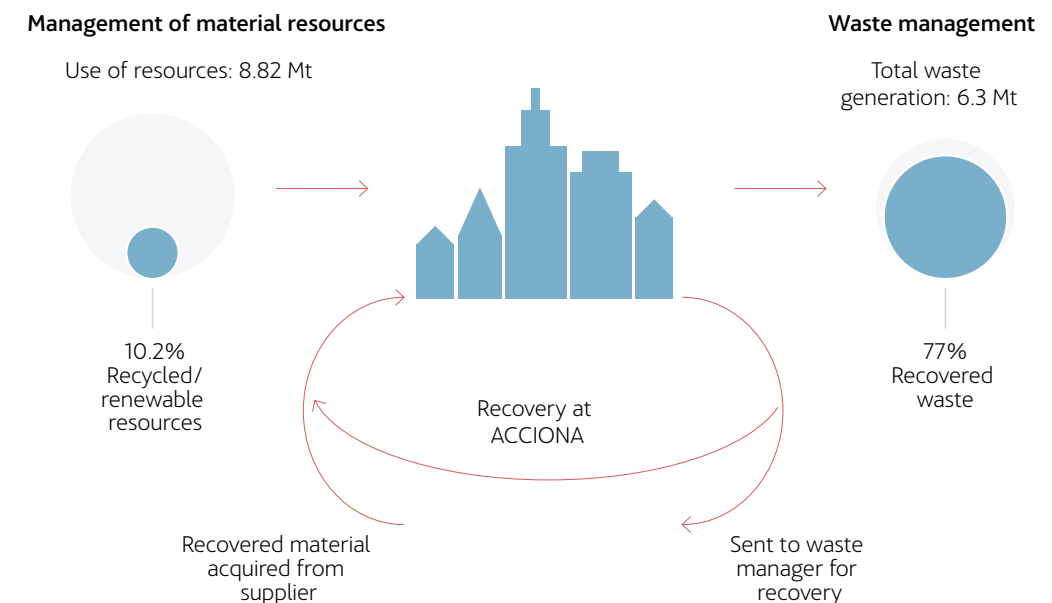 Management of material resources
Waste management
Use of resources: 8.82 Mt
Total waste
generation: 6.3 Mt
10.2%
Recycled/
renewable
resources
77%
Recovered
waste
Recovery at
ACCIONA
Recovered material
acquired from
supplier
Sent to waste
manager for
recovery